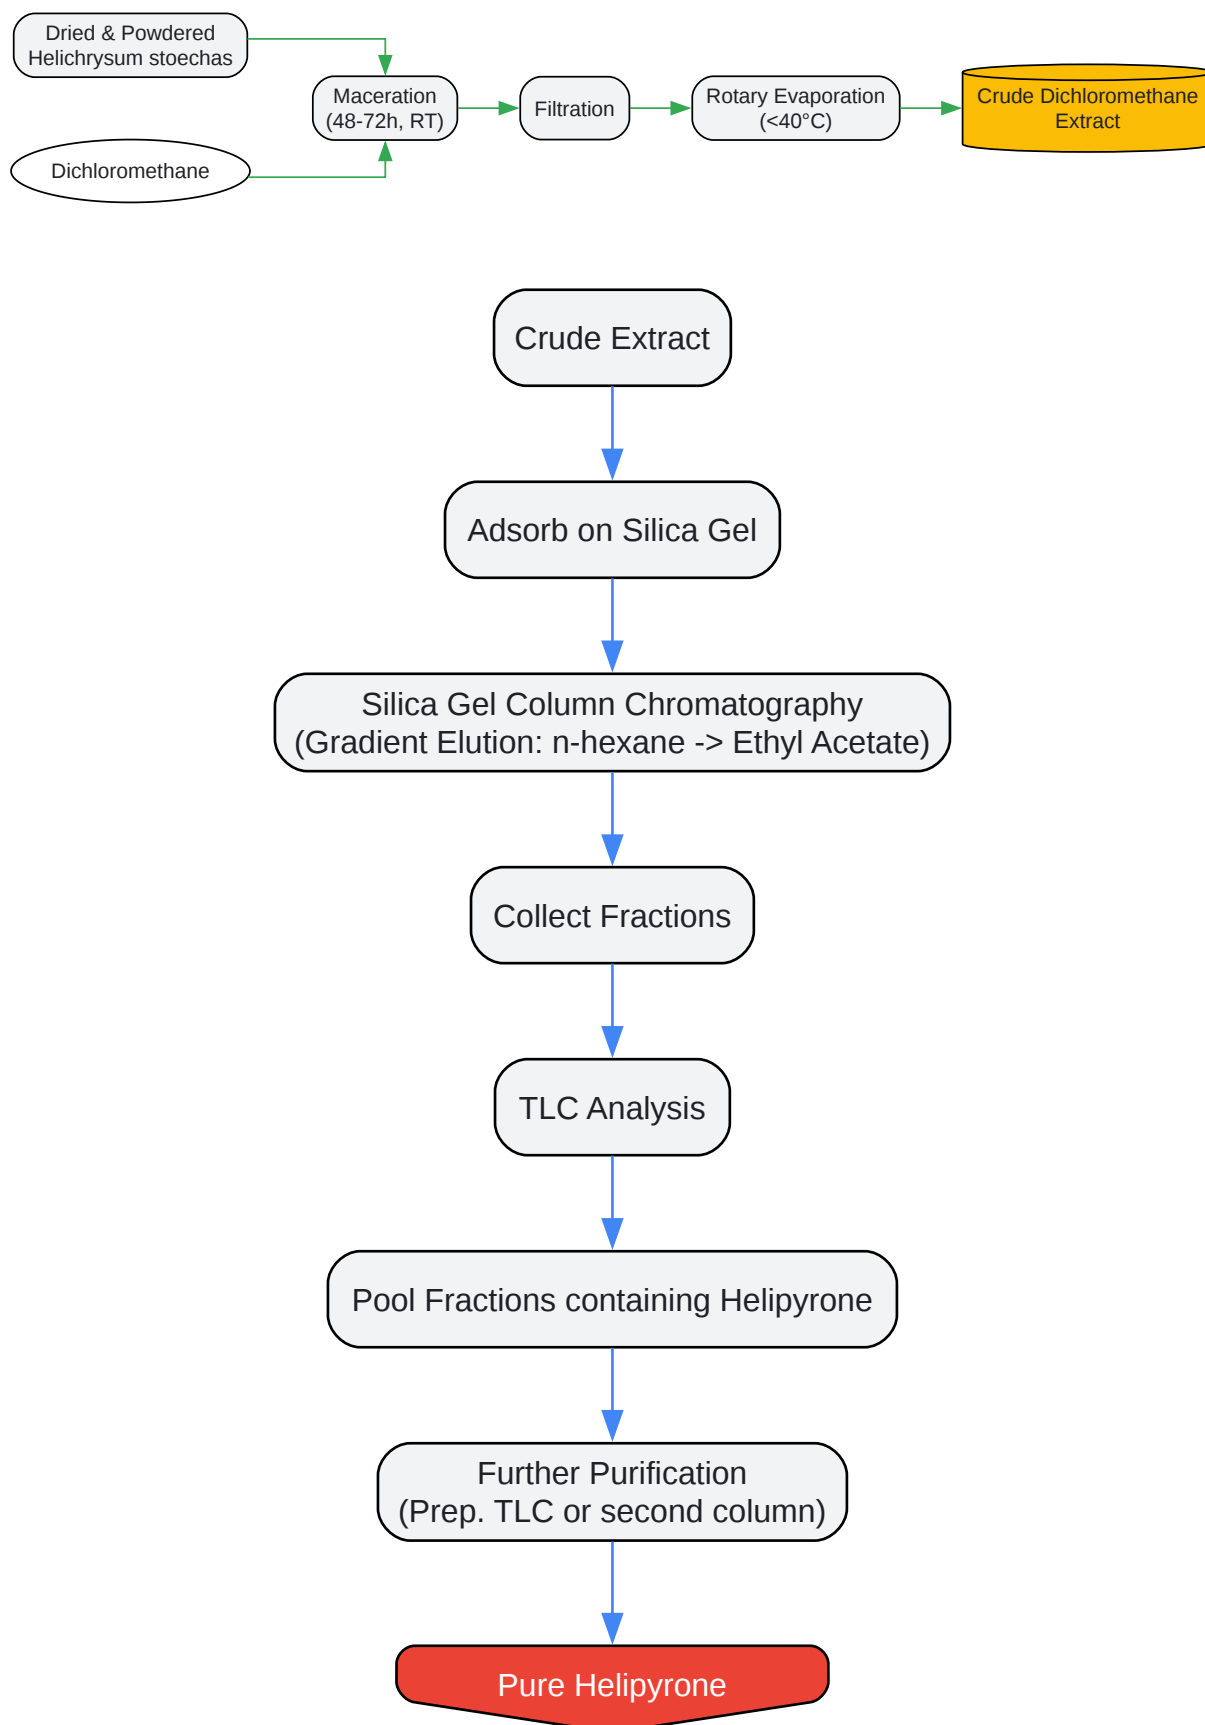 Dried & Powdered
Helichrysum stoechas
Dichloromethane
Maceration
(48-72h, RT)
Filtration
Rotary Evaporation
(<40°C)
Crude Dichloromethane
Extract
Crude Extract
Adsorb on Silica Gel
Silica Gel Column Chromatography
(Gradient Elution: n-hexane -> Ethyl Acetate)
Collect Fractions
TLC Analysis
Pool Fractions containing Helipyrone
Further Purification
(Prep. TLC or second column)
Pure Helipyrone